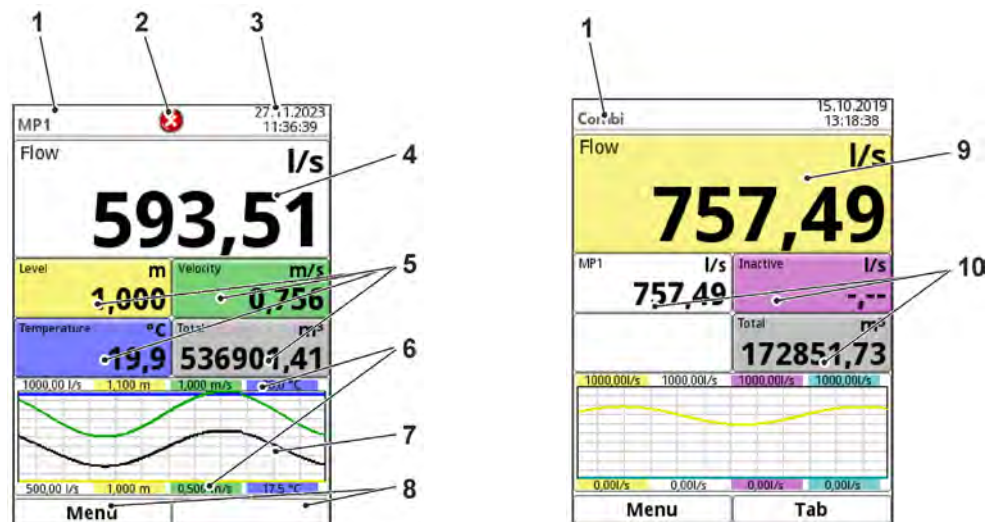 1
2
3
MP1
27.11.2023
11:36:39
Flow
l/s
593,51
4
Level
m
1,000
Velocity
m/s
0,756
5
Temperature
°C
19,9
Total
m³
536901,41
6
1000,00 l/s
1,100 m
1,000 m/s
°C
7
500,00 l/s
1,000 m
0,500 m/s
17,5 °C
8
Menu
1
Combi
15.10.2019
13:18:38
Flow
l/s
757,49
9
MP1
l/s
757,49
Inactive
l/s
-,--
10
Total
m³
172851,73
1000,00l/s
1000,00l/s
1000,00l/s
1000,00l/s
0,00l/s
0,00l/s
0,00l/s
0,00l/s
Menu
Tab